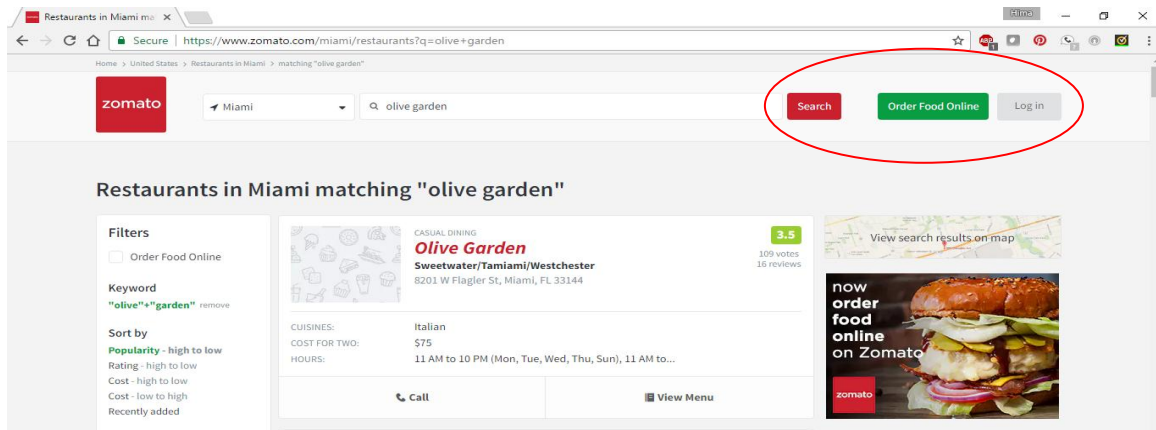 Restaurants in Miami ma
Hima
Secure | https://www.zomato.com/miami/restaurants?q=olive+garden
Home > United States > Restaurants in Miami > matching "olive garden"
zomato
Miami
olive garden
Search
Order Food Online
Log in
Restaurants in Miami matching "olive garden"
Filters
Order Food Online
Keyword
"olive"+"garden" remove
Sort by
Popularity - high to low
Rating - high to low
Cost - high to low
Cost - low to high
Recently added
CASUAL DINING
Olive Garden
Sweetwater/Tamiami/Westchester
8201 W Flagler St, Miami, FL 33144
3.5
109 votes
16 reviews
CUISINES: Italian
COST FOR TWO: $75
HOURS: 11 AM to 10 PM (Mon, Tue, Wed, Thu, Sun), 11 AM to...
Call
View Menu
View search results on map
now
order
food
online
on Zomato
zomato